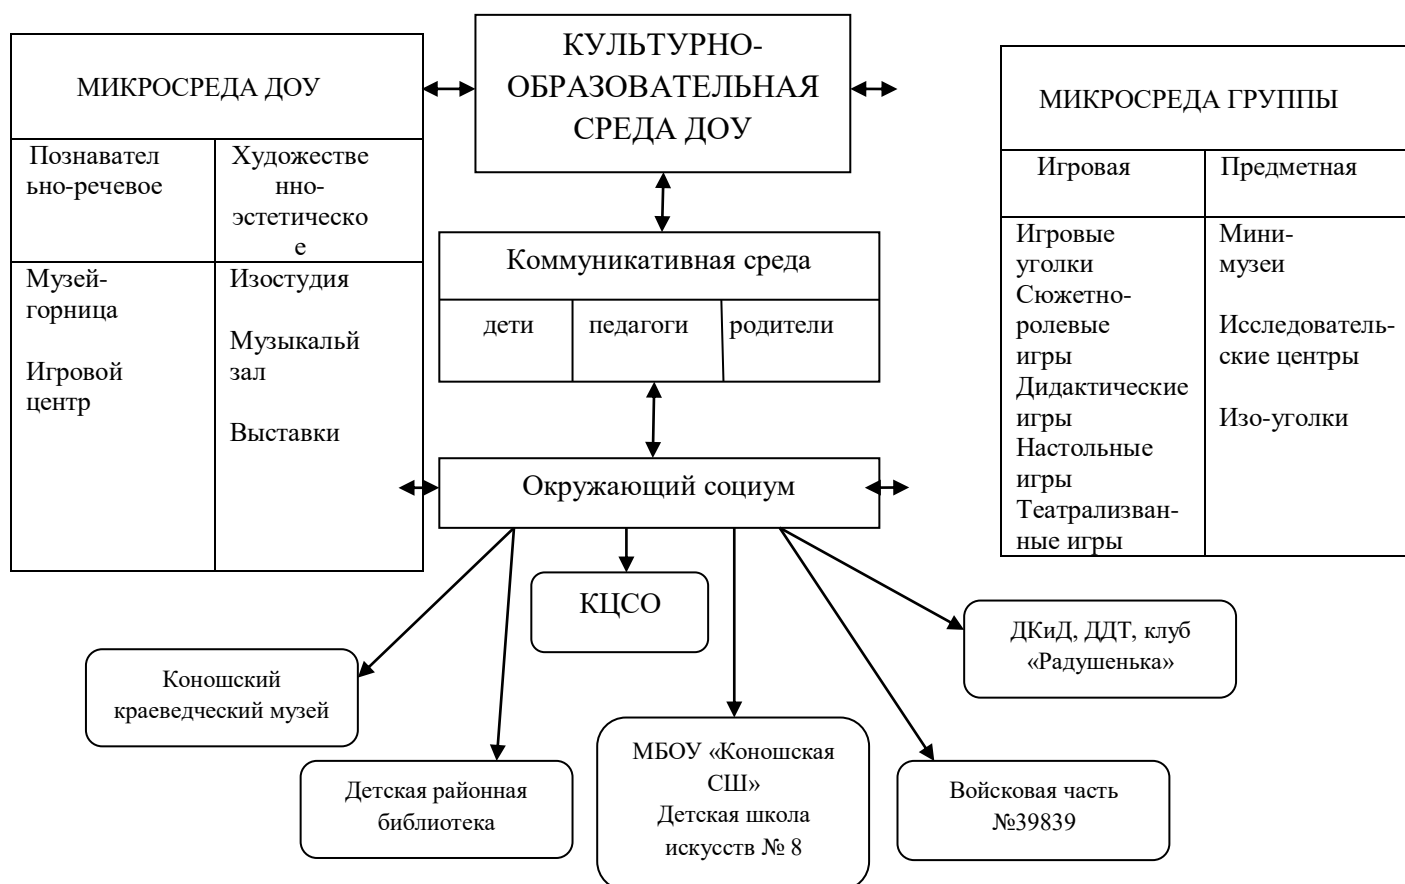 МИКРОСРЕДА ДОУ
Познавател
ьно-речевое
Художестве
нно-
эстетическо
е
Музей-
горница
Игровой
центр
Изостудия
Музыкальй
зал
Выставки
КУЛЬТУРНО-
ОБРАЗОВАТЕЛЬНАЯ
СРЕДА ДОУ
Коммуникативная среда
дети
педагоги
родители
Окружающий социум
МИКРОСРЕДА ГРУППЫ
Игровая
Предметная
Игровые
уголки
Сюжетно-
ролевые
игры
Дидактические
игры
Настольные
игры
Театрализван-
ные игры
Мини-
музеи
Исследователь-
ские центры
Изо-уголки
КЦСО
ДКиД, ДДТ, клуб
«Радушенька»
Коношский
краеведческий музей
Детская районная
библиотека
МБОУ «Коношская
СШ»
Детская школа
искусств № 8
Войсковая часть
№39839